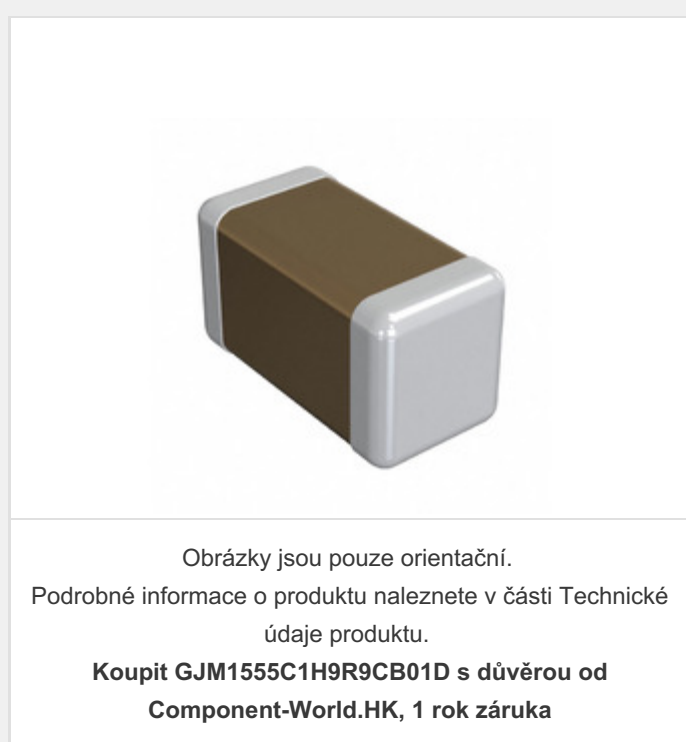 Obrázky jsou pouze orientační.
Podrobné informace o produktu naleznete v části Technické
údaje produktu.
Koupit GJM1555C1H9R9CB01D s důvěrou od
Component-World.HK, 1 rok záruka